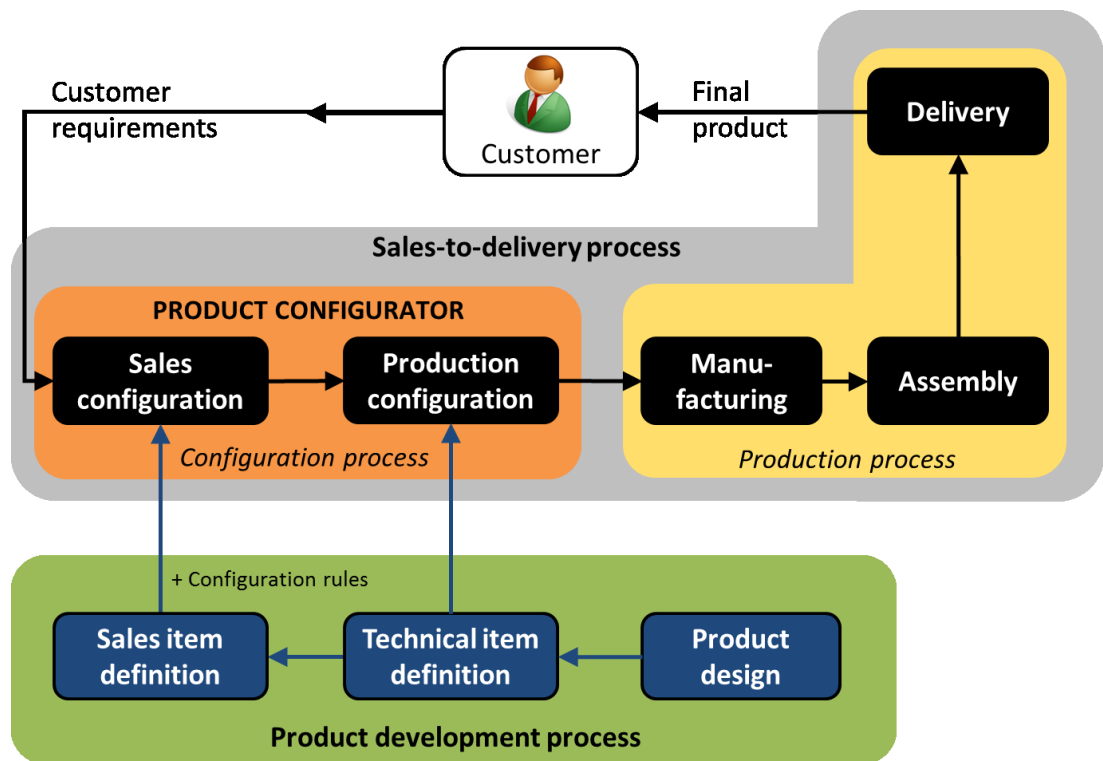 Customer
requirements
Customer
Final
product
Delivery
Sales-to-delivery process
PRODUCT CONFIGURATOR
Sales
configuration
Production
configuration
Manu-
facturing
Assembly
Configuration process
Production process
+ Configuration rules
Sales item
definition
Technical item
definition
Product
design
Product development process